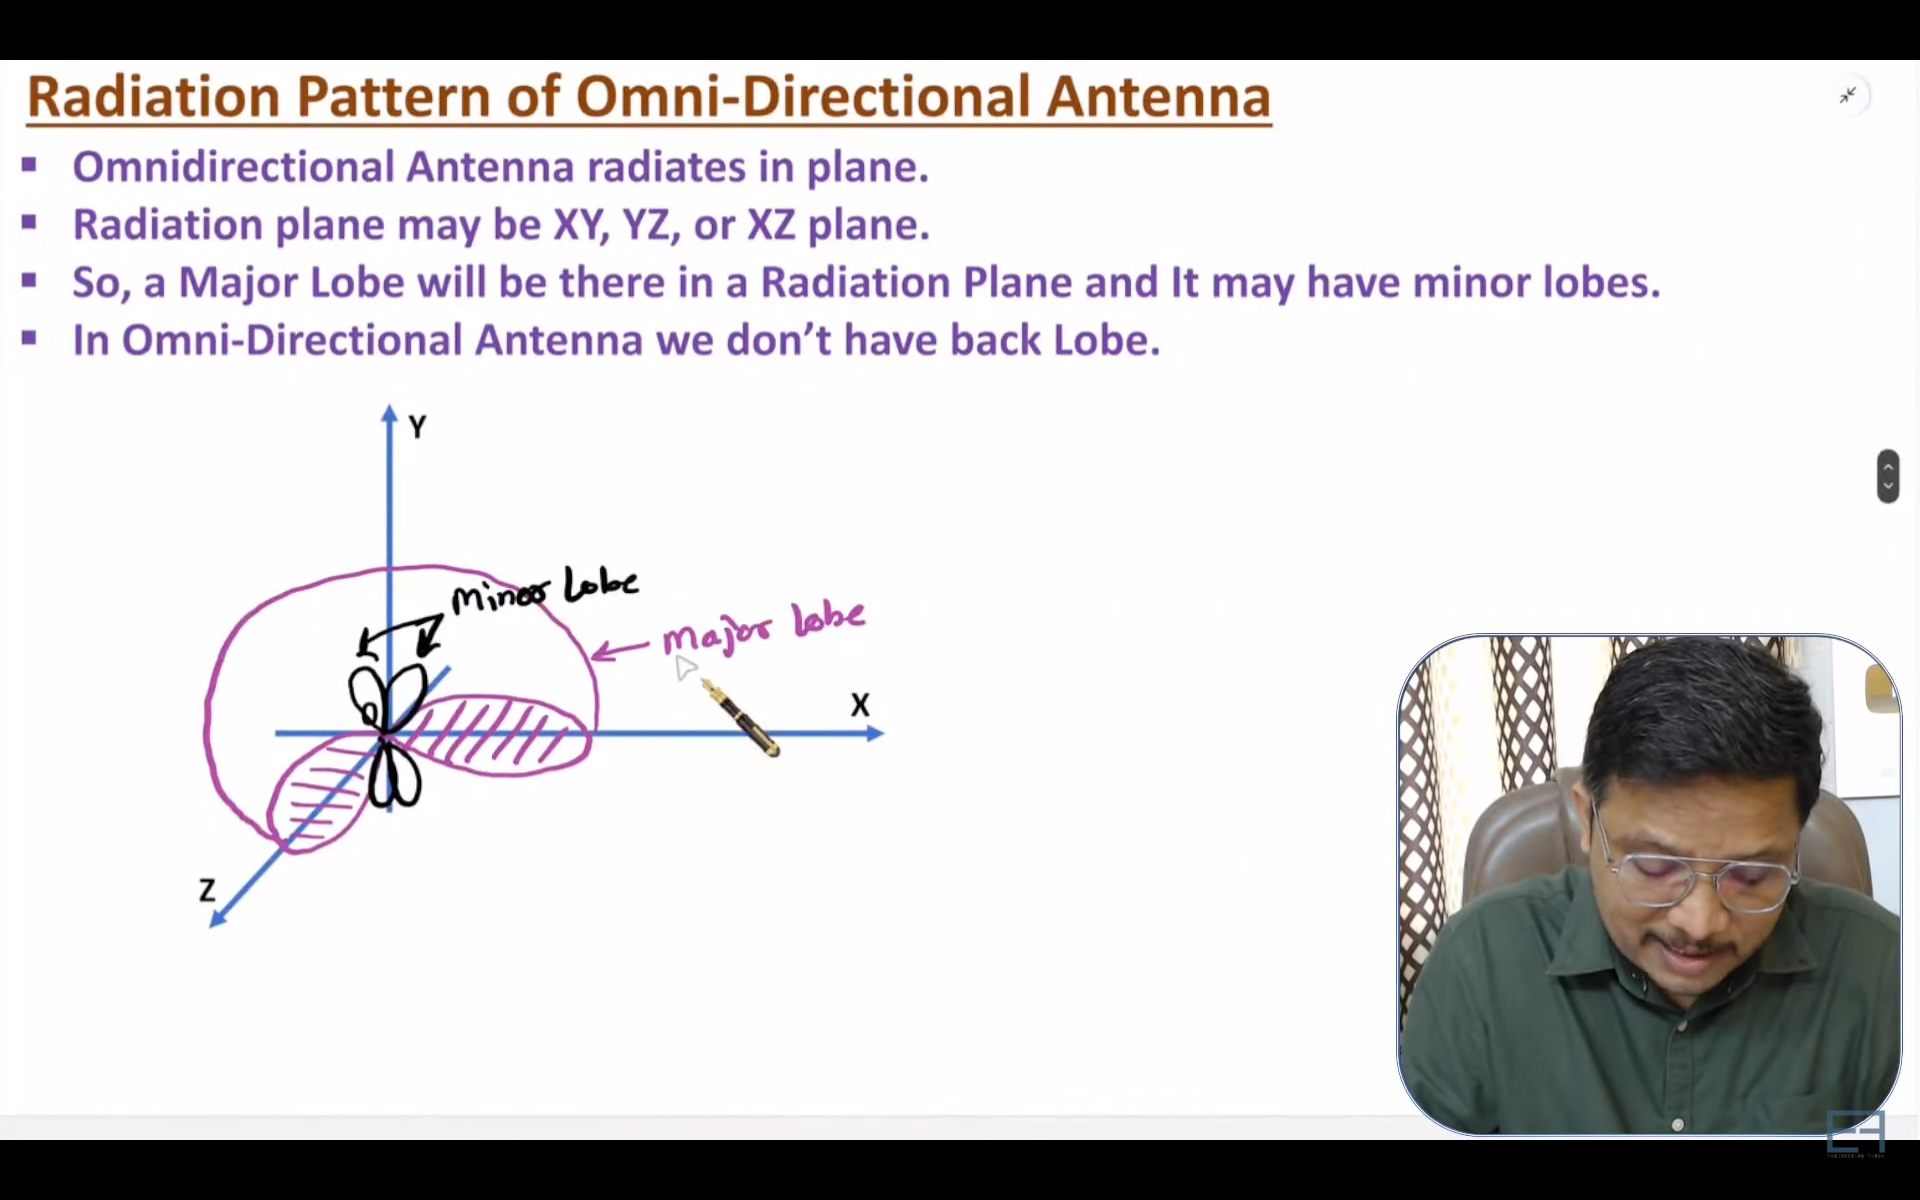 Radiation Pattern of Omni-Directional Antenna
▪ Omnidirectional Antenna radiates in plane.
▪ Radiation plane may be XY, YZ, or XZ plane.
▪ So, a Major Lobe will be there in a Radiation Plane and It may have minor lobes.
▪ In Omni-Directional Antenna we don’t have back Lobe.
Y
Minor Lobe
Major lobe
X
Z
ENGINEERING FUNDA